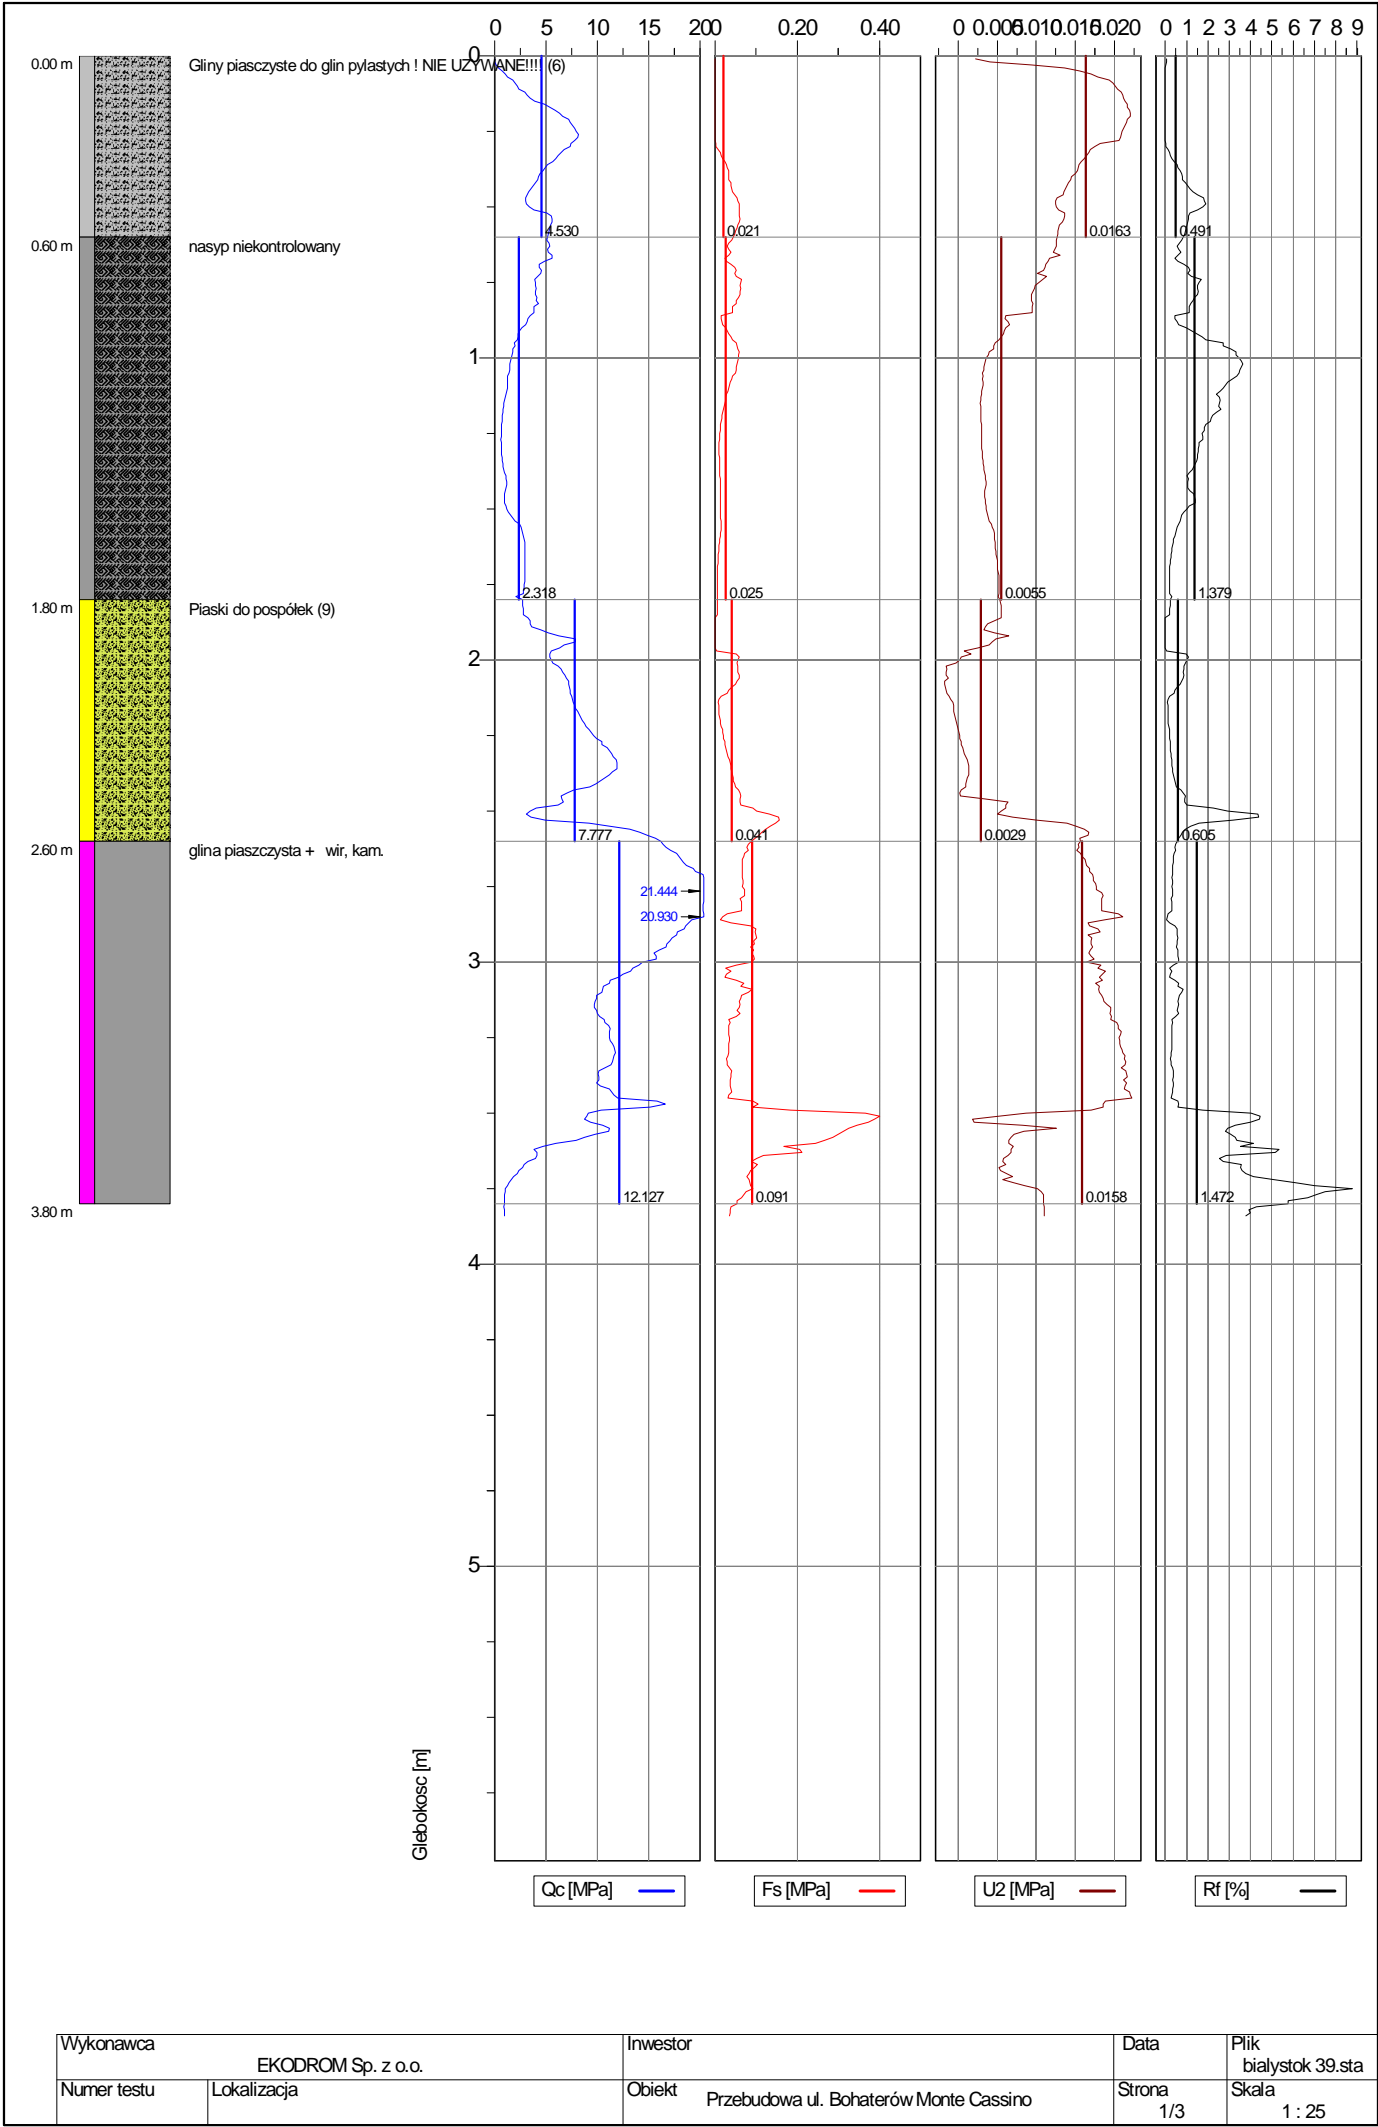 0 5 10 15 20 0 0.20 0.40 0 0.005 0.010 0.015 0.020 0 1 2 3 4 5 6 7 8 9
0
0.00 m Gliny piasczyste do glin pylastych ! NIE UZYWANE!!!! (6)
4.530 0.021 0.0163 0.491
0.60 m nasyp niekontrolowany
1
2.318 0.025 0.0055 1.379
1.80 m Piaski do pospółek (9)
2
7.777 0.041 0.0029 0.605
2.60 m glina piaszczysta + wir, kam.
21.444
20.930
3
12.127 0.091 0.0158 1.472
3.80 m
4
5
Glebokosc [m]
Qc [MPa] Fs [MPa] U2 [MPa] Rf [%]
Wykonawca Inwestor Data Plik
EKODROM Sp. z o.o. bialystok 39.sta
Numer testu Lokalizacja Obiekt Przebudowa ul. Bohaterów Monte Cassino Strona Skala
1/3 1 : 25